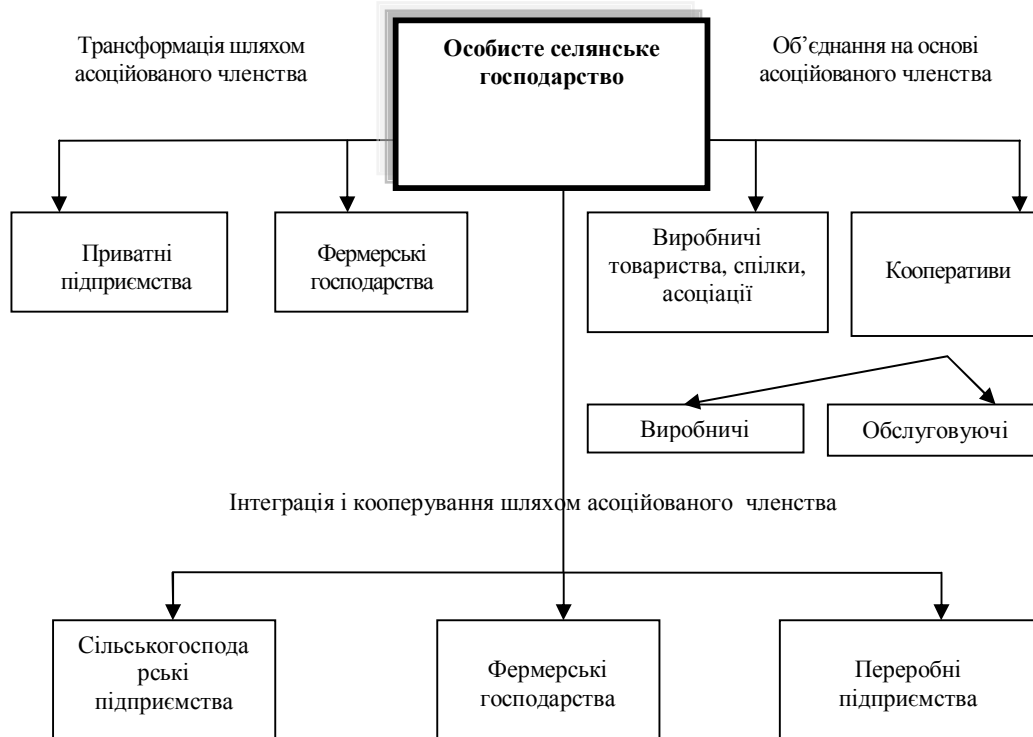 Трансформація шляхом
асоційованого членства
Особисте селянське
господарство
Об’єднання на основі
асоційованого членства
Приватні
підприємства
Фермерські
господарства
Виробничі
товариства, спілки,
асоціації
Кооперативи
Виробничі
Обслуговуючі
Інтеграція і кооперування шляхом асоційованого членства
Сільськогоспода
рські
підприємства
Фермерські
господарства
Переробні
підприємства